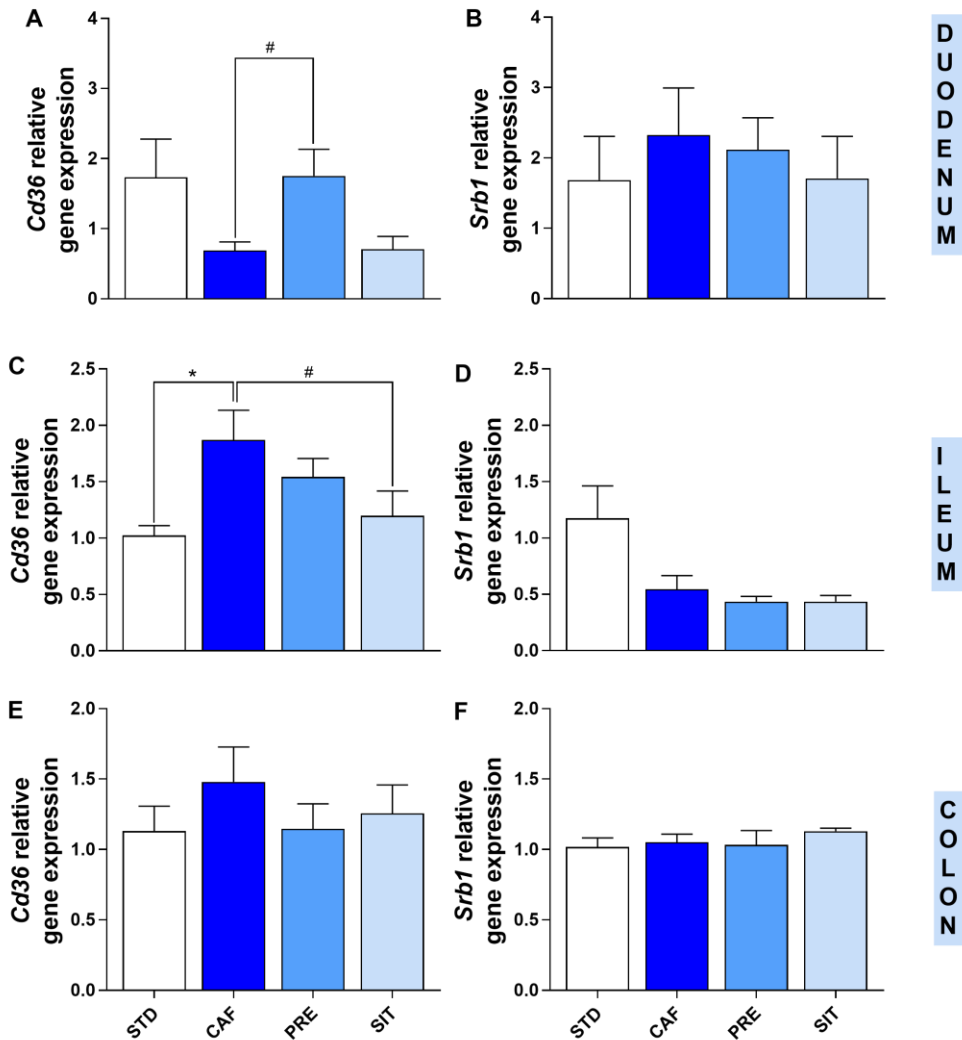 A
Cd36 relative
gene expression
4
3
2
1
0
#
B
Srb1 relative
gene expression
4
3
2
1
0
D
U
O
D
E
N
U
M
C
Cd36 relative
gene expression
2.5
2.0
1.5
1.0
0.5
0.0
*
#
D
Srb1 relative
gene expression
2.5
2.0
1.5
1.0
0.5
0.0
I
L
E
U
M
E
Cd36 relative
gene expression
2.0
1.5
1.0
0.5
0.0
STD
CAF
PRE
SIT
F
Srb1 relative
gene expression
2.0
1.5
1.0
0.5
0.0
STD
CAF
PRE
SIT
C
O
L
O
N